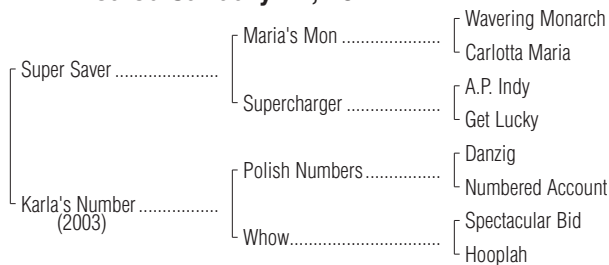 Wavering Monarch
Maria's Mon ....................
Carlotta Maria
Super Saver .....................
A.P. Indy
Supercharger ...................
Get Lucky
Danzig
Polish Numbers ...............
Numbered Account
Karla's Number ................
(2003)
Spectacular Bid
Whow..............................
Hooplah